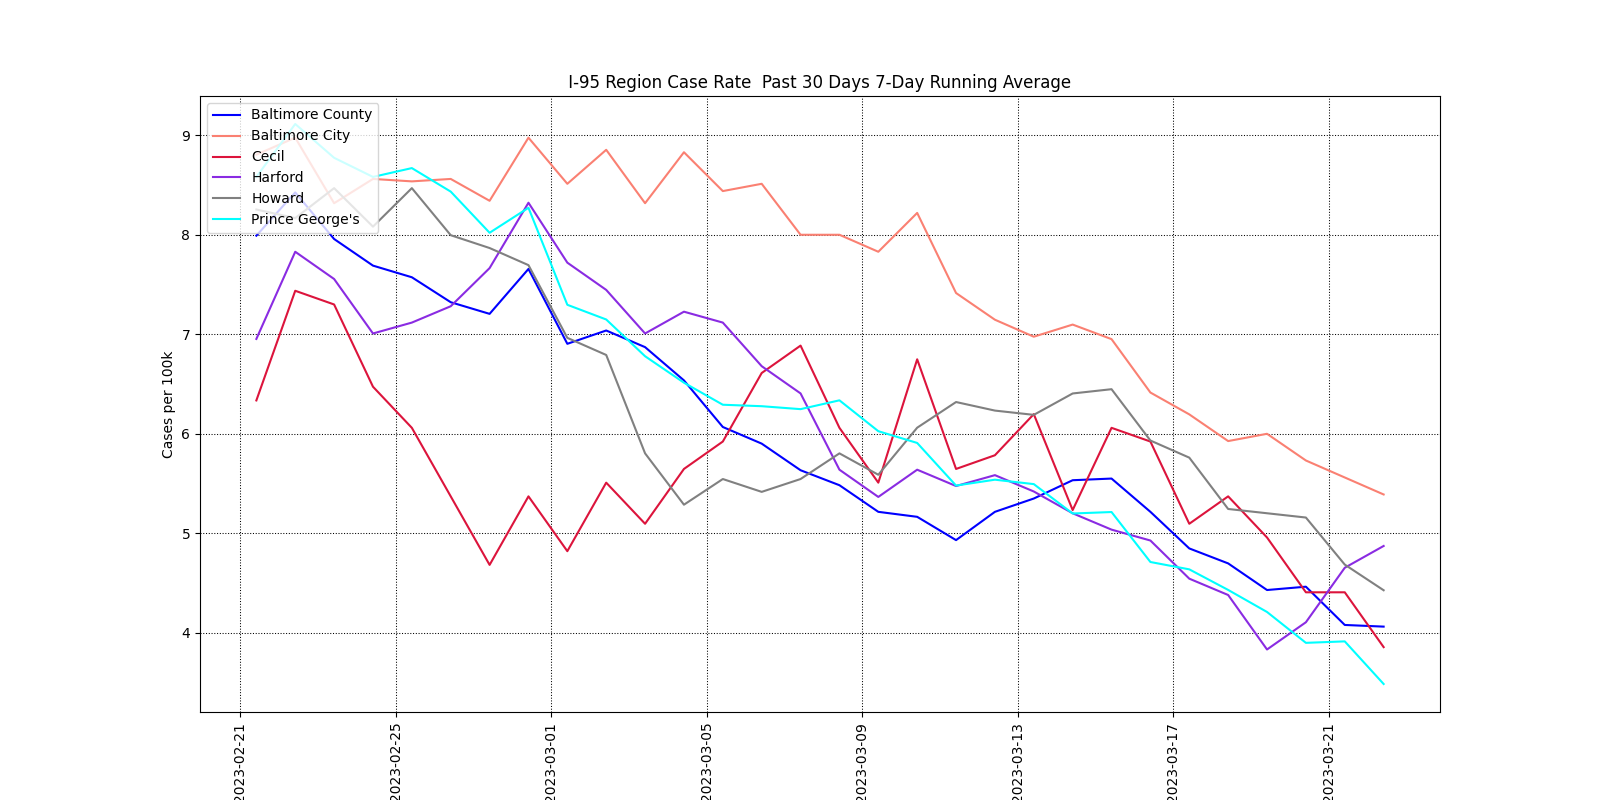 I-95 Region Case Rate  Past 30 Days 7-Day Running Average
Baltimore County
Baltimore City
Cecil
Harford
Howard
Prince George's
9
8
7
6
5
4
Cases per 100k
2023-02-21
2023-02-25
2023-03-01
2023-03-05
2023-03-09
2023-03-13
2023-03-17
2023-03-21